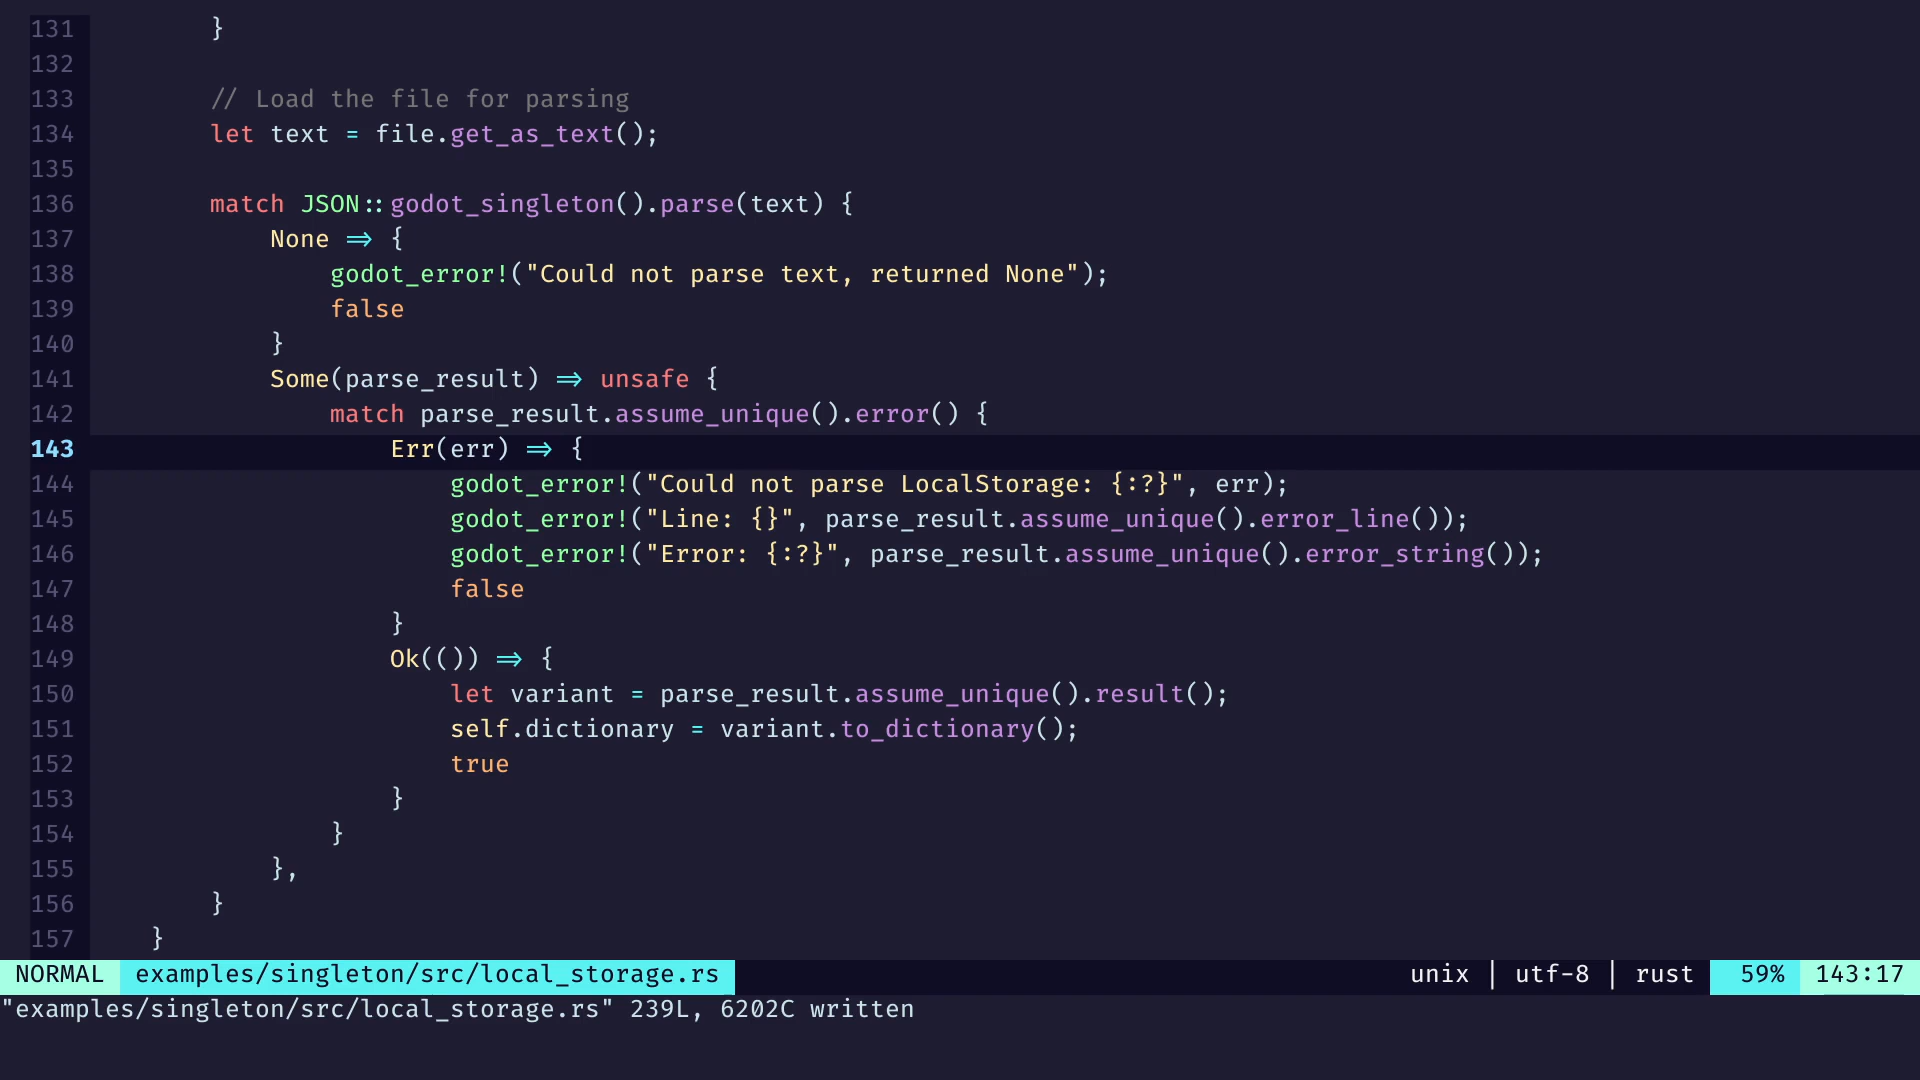 131         }
132
133         // Load the file for parsing
134         let text = file.get_as_text();
135
136         match JSON::godot_singleton().parse(text) {
137             None => {
138                 godot_error!("Could not parse text, returned None");
139                 false
140             }
141             Some(parse_result) => unsafe {
142                 match parse_result.assume_unique().error() {
143                     Err(err) => {
144                         godot_error!("Could not parse LocalStorage: {:?}", err);
145                         godot_error!("Line: {}", parse_result.assume_unique().error_line());
146                         godot_error!("Error: {:?}", parse_result.assume_unique().error_string());
147                         false
148                     }
149                     Ok(()) => {
150                         let variant = parse_result.assume_unique().result();
151                         self.dictionary = variant.to_dictionary();
152                         true
153                     }
154                 }
155             },
156         }
157     }
NORMAL examples/singleton/src/local_storage.rs unix | utf-8 | rust 59% 143:17
"examples/singleton/src/local_storage.rs" 239L, 6202C written